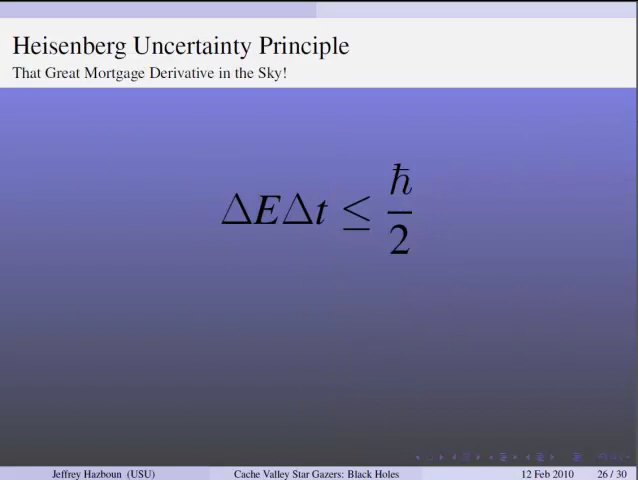 Heisenberg Uncertainty Principle
That Great Mortgage Derivative in the Sky!
ΔEΔt ≤ ℏ/2
Jeffrey Hazboun (USU) Cache Valley Star Gazers: Black Holes 12 Feb 2010 26 / 30